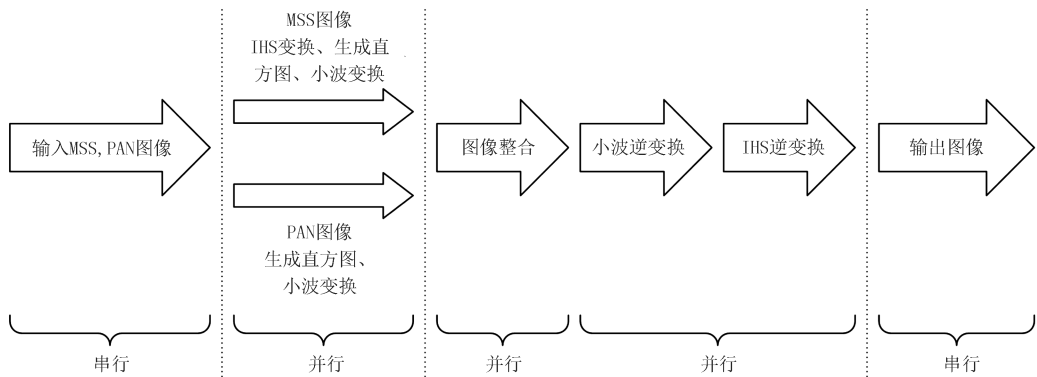 输入MSS,PAN图像
MSS图像
IHS变换、生成直
方图、小波变换
PAN图像
生成直方图、
小波变换
图像整合
小波逆变换
IHS逆变换
输出图像
串行
并行
并行
并行
串行